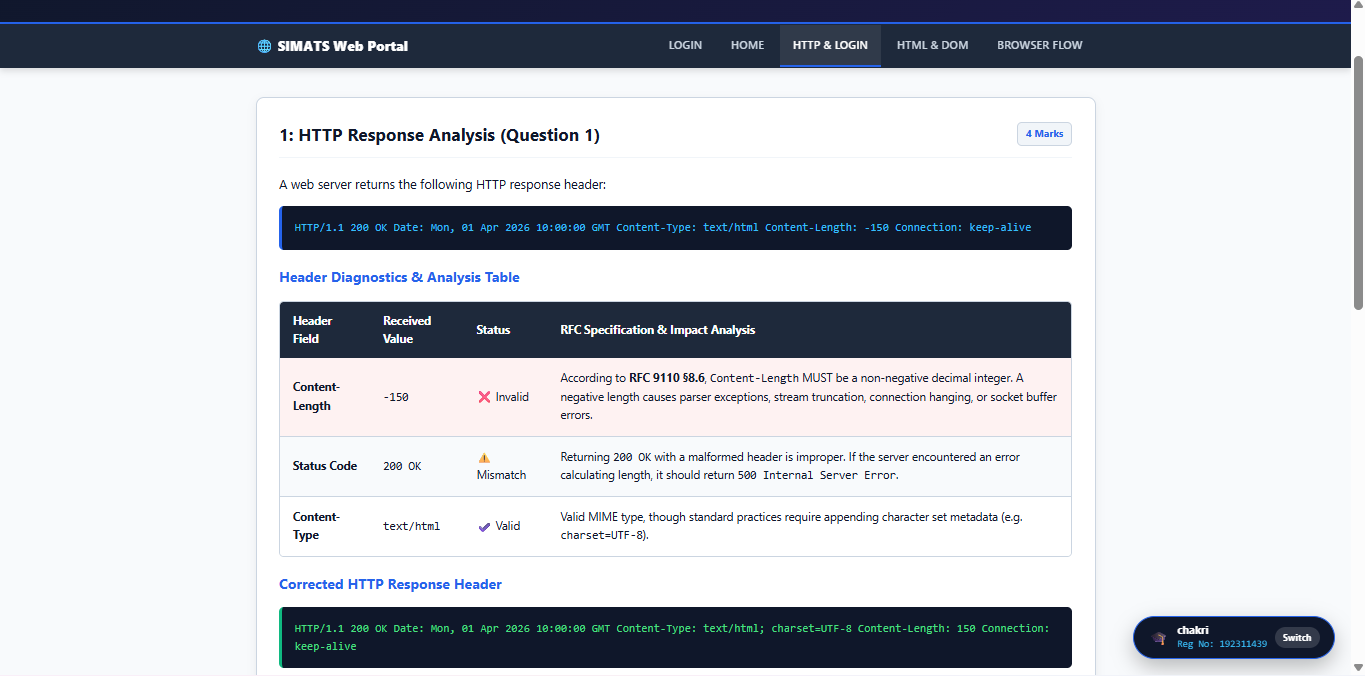 SIMATS Web Portal
LOGIN HOME HTTP & LOGIN HTML & DOM BROWSER FLOW
1: HTTP Response Analysis (Question 1)
4 Marks
A web server returns the following HTTP response header:
HTTP/1.1 200 OK Date: Mon, 01 Apr 2026 10:00:00 GMT Content-Type: text/html Content-Length: -150 Connection: keep-alive
Header Diagnostics & Analysis Table
Header Field
Received Value
Status
RFC Specification & Impact Analysis
Content-
Length
-150
Invalid
According to RFC 9110 §8.6, Content-Length MUST be a non-negative decimal integer. A
negative length causes parser exceptions, stream truncation, connection hanging, or socket buffer
errors.
Status Code
200 OK
Mismatch
Returning 200 OK with a malformed header is improper. If the server encountered an error
calculating length, it should return 500 Internal Server Error.
Content-
Type
text/html
Valid
Valid MIME type, though standard practices require appending character set metadata (e.g.
charset=UTF-8).
Corrected HTTP Response Header
HTTP/1.1 200 OK Date: Mon, 01 Apr 2026 10:00:00 GMT Content-Type: text/html; charset=UTF-8 Content-Length: 150 Connection:
keep-alive
chakri
Reg No: 192311439
Switch